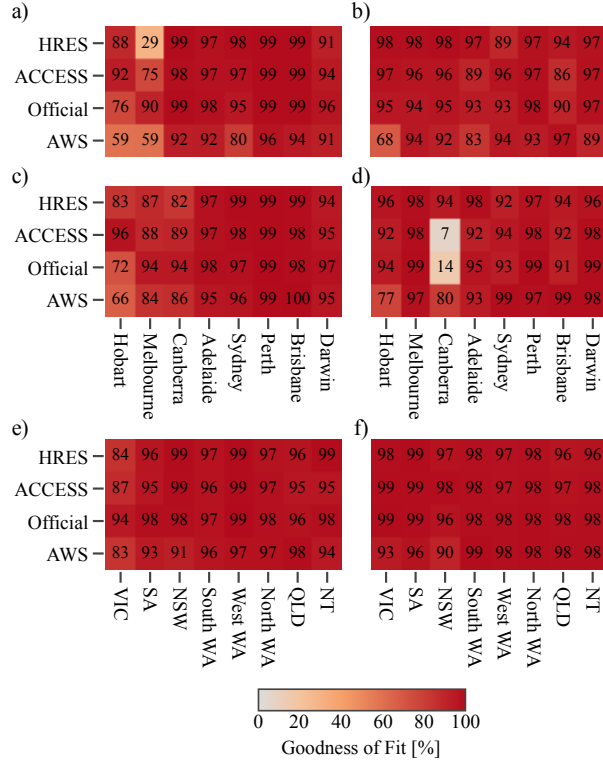 a)
HRES 88 29 99 97 98 99 99 91
ACCESS 92 75 98 97 97 99 99 94
Official 76 90 99 98 95 99 99 96
AWS 59 59 92 92 80 96 94 91
b)
98 98 98 97 89 97 94 97
97 96 96 89 96 97 86 97
95 94 95 93 93 98 90 97
68 94 92 83 94 93 97 89
c)
HRES 83 87 82 97 99 99 99 94
ACCESS 96 88 89 97 98 99 98 95
Official 72 94 94 98 97 99 98 97
AWS 66 84 86 95 96 99 100 95
Hobart
Melbourne
Canberra
Adelaide
Sydney
Perth
Brisbane
Darwin
d)
96 98 94 98 92 97 94 96
92 98 7 92 94 98 92 98
94 99 14 95 93 99 91 99
77 97 80 93 99 97 99 98
Hobart
Melbourne
Canberra
Adelaide
Sydney
Perth
Brisbane
Darwin
e)
HRES 84 96 99 97 99 97 96 99
ACCESS 87 95 99 96 99 97 95 95
Official 94 98 98 97 99 98 96 98
AWS 83 93 91 96 97 97 98 94
VIC
SA
NSW
South WA
West WA
North WA
QLD
NT
f)
98 99 97 98 97 98 96 96
99 99 98 98 97 98 97 98
99 99 96 98 98 98 98 98
93 96 90 99 98 98 98 98
VIC
SA
NSW
South WA
West WA
North WA
QLD
NT
0 20 40 60 80 100
Goodness of Fit [%]